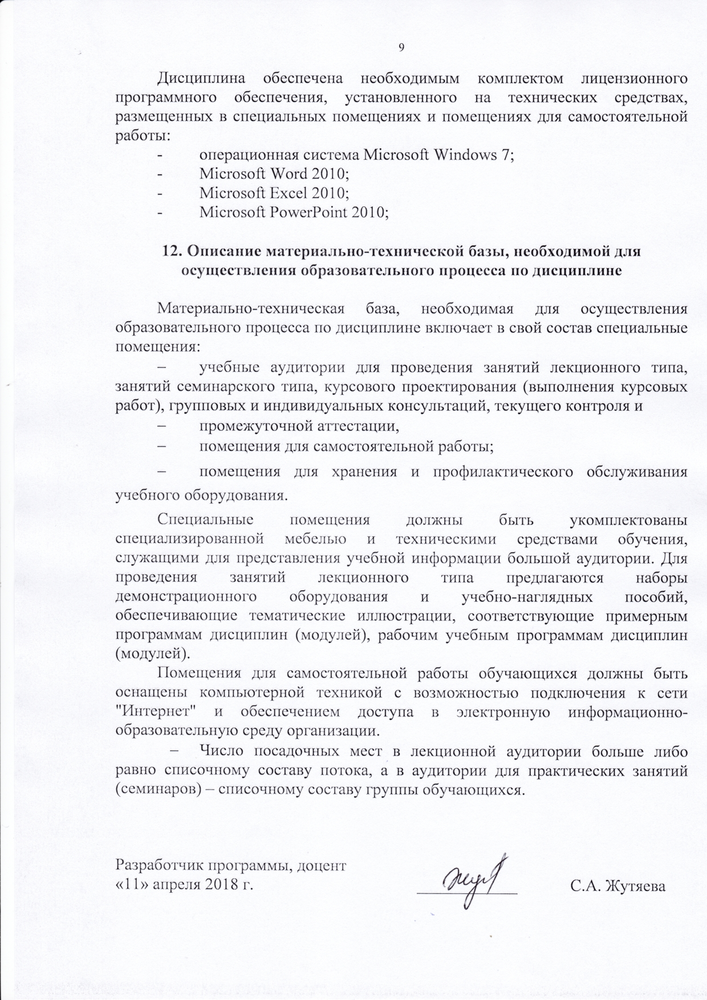 9
Дисциплина обеспечена необходимым комплектом лицензионного
программного обеспечения, установленного на технических средствах,
размещенных в специальных помещениях и помещениях для самостоятельной
работы:
- операционная система Microsoft Windows 7;
- Microsoft Word 2010;
- Microsoft Excel 2010;
- Microsoft PowerPoint 2010;
12. Описание материально-технической базы, необходимой для
осуществления образовательного процесса по дисциплине
Материально-техническая база, необходимая для осуществления
образовательного процесса по дисциплине включает в свой состав специальные
помещения:
– учебные аудитории для проведения занятий лекционного типа,
занятий семинарского типа, курсового проектирования (выполнения курсовых
работ), групповых и индивидуальных консультаций, текущего контроля и
– промежуточной аттестации,
– помещения для самостоятельной работы;
– помещения для хранения и профилактического обслуживания
учебного оборудования.
Специальные помещения должны быть укомплектованы
специализированной мебелью и техническими средствами обучения,
служащими для представления учебной информации большой аудитории. Для
проведения занятий лекционного типа предлагаются наборы
демонстрационного оборудования и учебно-наглядных пособий,
обеспечивающие тематические иллюстрации, соответствующие примерным
программам дисциплин (модулей), рабочим учебным программам дисциплин
(модулей).
Помещения для самостоятельной работы обучающихся должны быть
оснащены компьютерной техникой с возможностью подключения к сети
"Интернет" и обеспечением доступа в электронную информационно-
образовательную среду организации.
– Число посадочных мест в лекционной аудитории больше либо
равно списочному составу потока, а в аудитории для практических занятий
(семинаров) – списочному составу группы обучающихся.
Разработчик программы, доцент
«11» апреля 2018 г.
С.А. Жутяева